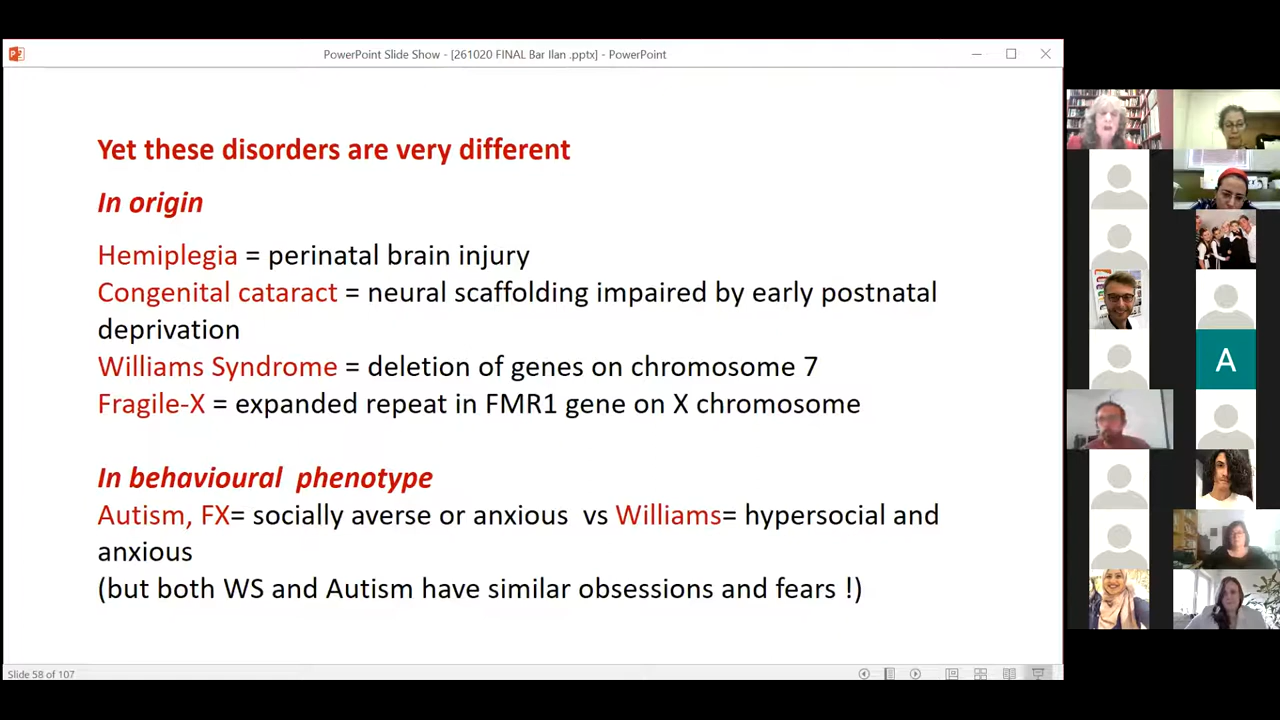 PowerPoint Slide Show - [261020 FINAL Bar Ilan .pptx] - PowerPoint
Yet these disorders are very different
In origin
Hemiplegia = perinatal brain injury
Congenital cataract = neural scaffolding impaired by early postnatal
deprivation
Williams Syndrome = deletion of genes on chromosome 7
Fragile-X = expanded repeat in FMR1 gene on X chromosome
In behavioural phenotype
Autism, FX= socially averse or anxious vs Williams= hypersocial and
anxious
(but both WS and Autism have similar obsessions and fears !)
Slide 58 of 107
A